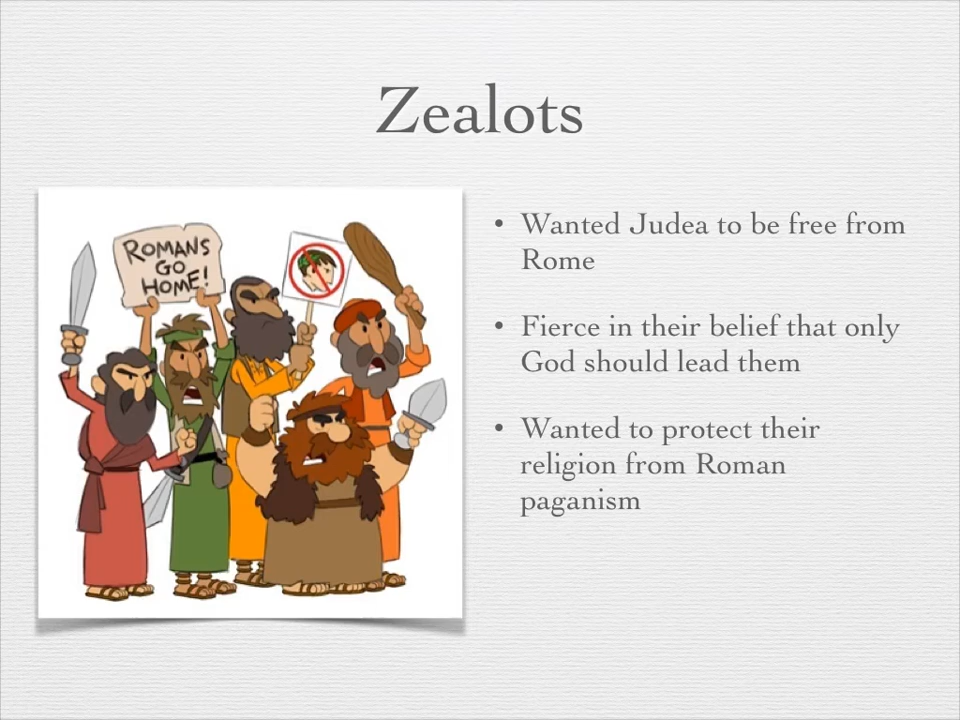 Zealots
ROMANS
GO
HOME!
• Wanted Judea to be free from
Rome
• Fierce in their belief that only
God should lead them
• Wanted to protect their
religion from Roman
paganism